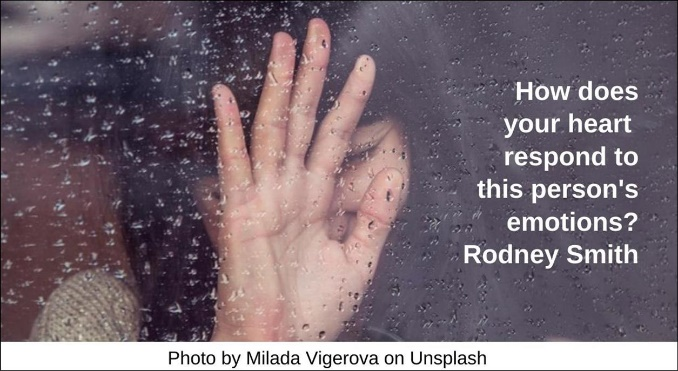 How does
your heart
respond to
this person's
emotions?
Rodney Smith
Photo by Milada Vigerova on Unsplash